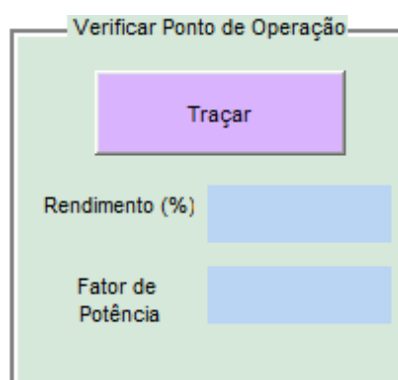 Verificar Ponto de Operação
Traçar
Rendimento (%)
Fator de
Potência